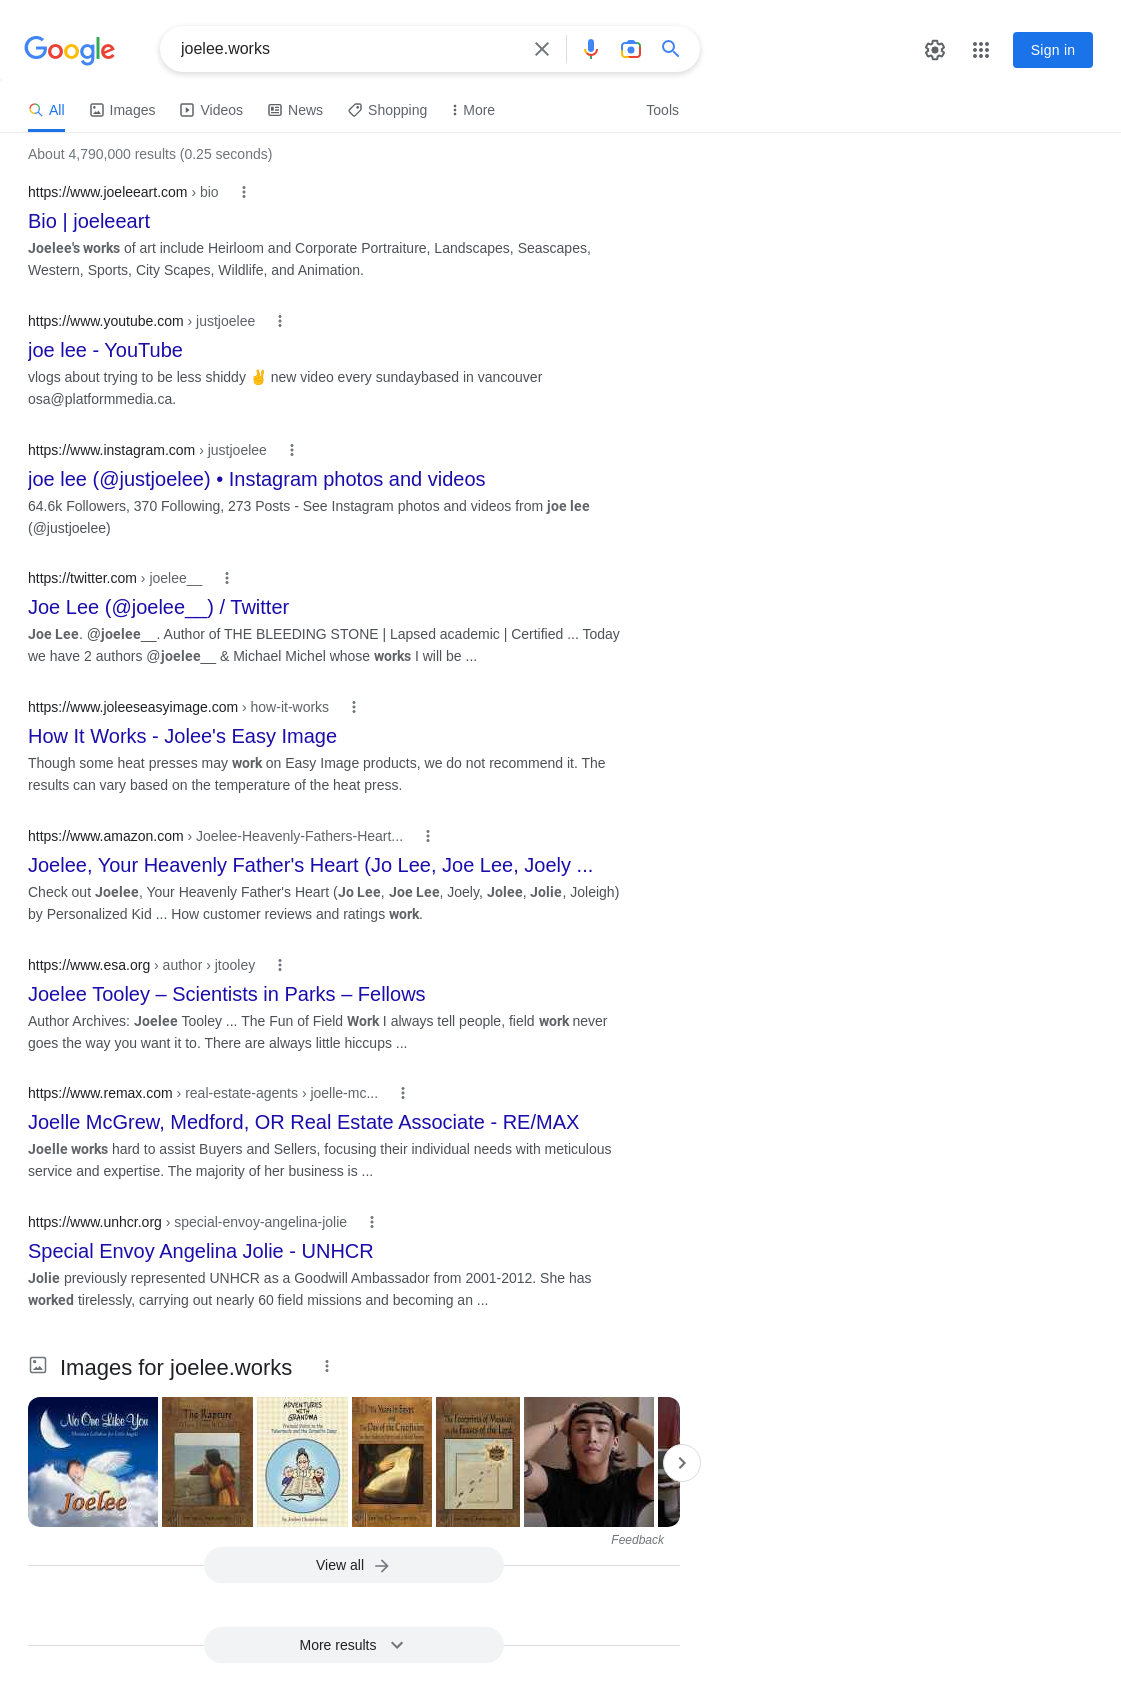 Google
joelee.works
Sign in
All
Images
Videos
News
Shopping
More
Tools
About 4,790,000 results (0.25 seconds)
https://www.joeleeart.com › bio
Bio | joeleeart
Joelee's works of art include Heirloom and Corporate Portraiture, Landscapes, Seascapes,
Western, Sports, City Scapes, Wildlife, and Animation.
https://www.youtube.com › justjoelee
joe lee - YouTube
vlogs about trying to be less shiddy ✌ new video every sundaybased in vancouver
osa@platformmedia.ca.
https://www.instagram.com › justjoelee
joe lee (@justjoelee) • Instagram photos and videos
64.6k Followers, 370 Following, 273 Posts - See Instagram photos and videos from joe lee
(@justjoelee)
https://twitter.com › joelee__
Joe Lee (@joelee__) / Twitter
Joe Lee. @joelee__. Author of THE BLEEDING STONE | Lapsed academic | Certified ... Today
we have 2 authors @joelee__ & Michael Michel whose works I will be ...
https://www.joleeseasyimage.com › how-it-works
How It Works - Jolee's Easy Image
Though some heat presses may work on Easy Image products, we do not recommend it. The
results can vary based on the temperature of the heat press.
https://www.amazon.com › Joelee-Heavenly-Fathers-Heart...
Joelee, Your Heavenly Father's Heart (Jo Lee, Joe Lee, Joely ...
Check out Joelee, Your Heavenly Father's Heart (Jo Lee, Joe Lee, Joely, Jolee, Jolie, Joleigh)
by Personalized Kid ... How customer reviews and ratings work.
https://www.esa.org › author › jtooley
Joelee Tooley – Scientists in Parks – Fellows
Author Archives: Joelee Tooley ... The Fun of Field Work I always tell people, field work never
goes the way you want it to. There are always little hiccups ...
https://www.remax.com › real-estate-agents › joelle-mc...
Joelle McGrew, Medford, OR Real Estate Associate - RE/MAX
Joelle works hard to assist Buyers and Sellers, focusing their individual needs with meticulous
service and expertise. The majority of her business is ...
https://www.unhcr.org › special-envoy-angelina-jolie
Special Envoy Angelina Jolie - UNHCR
Jolie previously represented UNHCR as a Goodwill Ambassador from 2001-2012. She has
worked tirelessly, carrying out nearly 60 field missions and becoming an ...
Images for joelee.works
No One Like You
Joelee
The Rapture
ADVENTURES
WITH
GRANDMA
Feedback
View all
More results